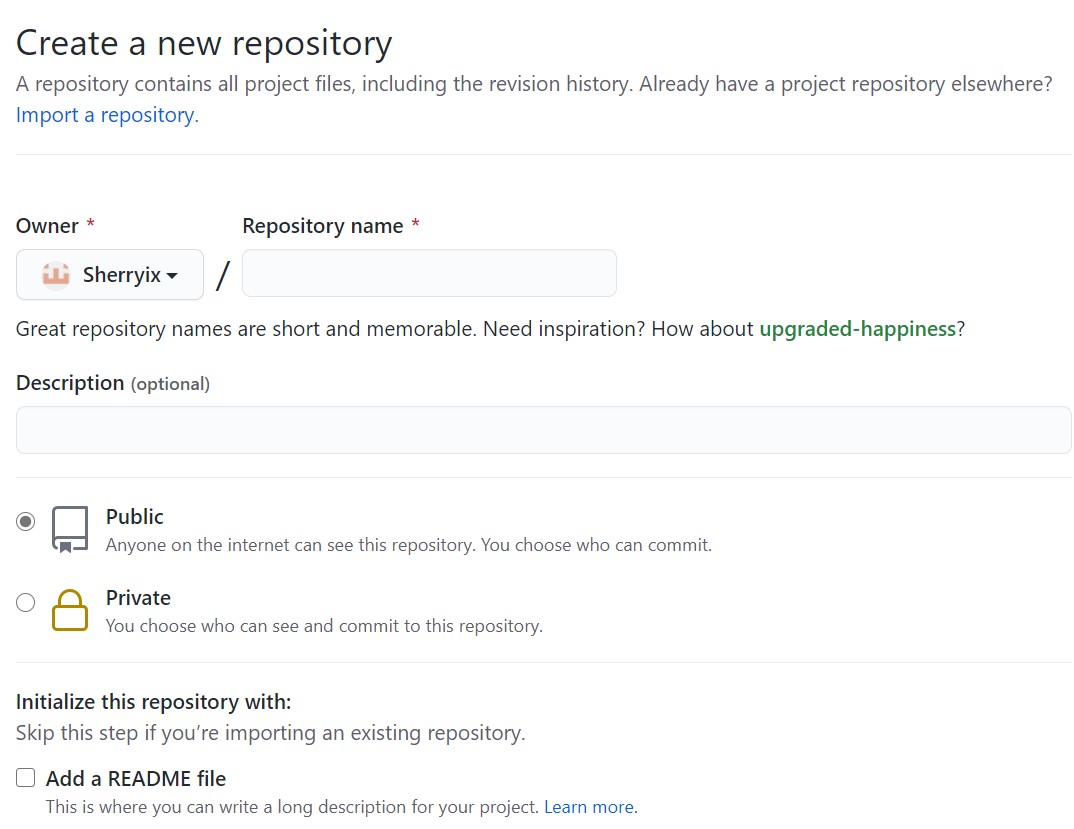 Create a new repository
A repository contains all project files, including the revision history. Already have a project repository elsewhere?
Import a repository.
Owner * Repository name *
Sherryix /
Great repository names are short and memorable. Need inspiration? How about upgraded-happiness?
Description (optional)
Public
Anyone on the internet can see this repository. You choose who can commit.
Private
You choose who can see and commit to this repository.
Initialize this repository with:
Skip this step if you’re importing an existing repository.
Add a README file
This is where you can write a long description for your project. Learn more.